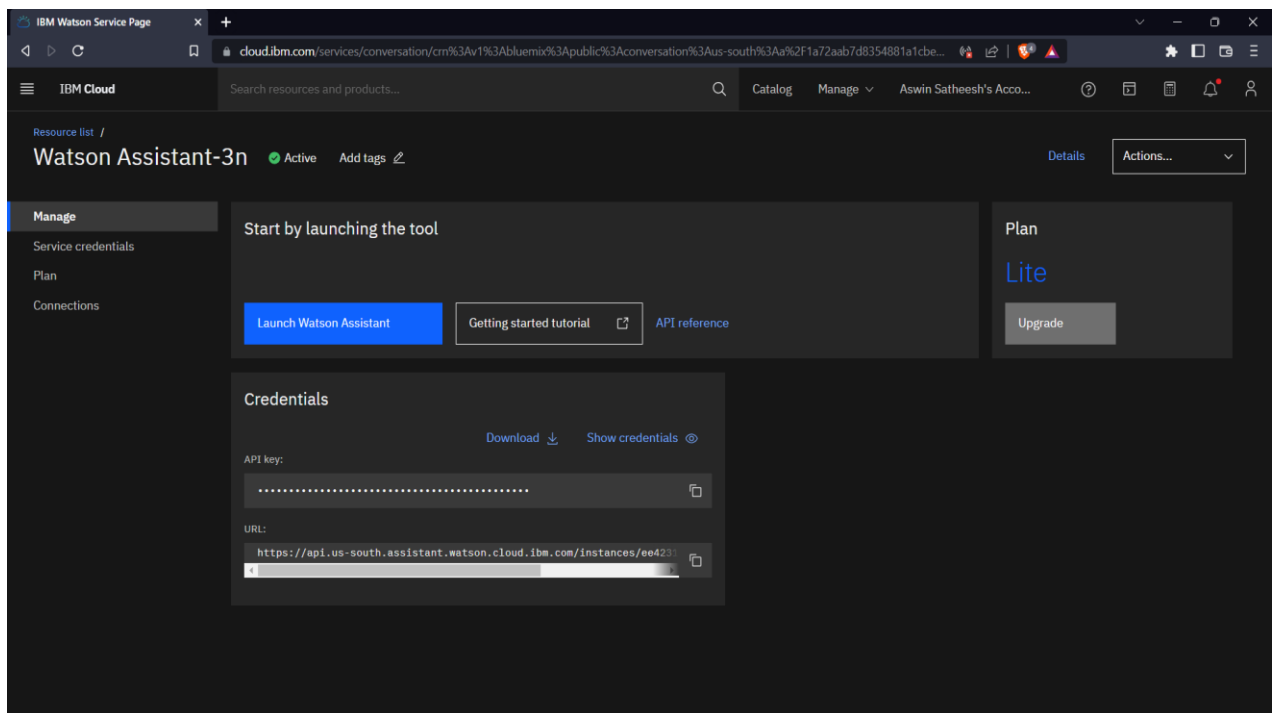 IBM Watson Service Page
cloud.ibm.com/services/conversation/crn%3Av1%3Abluemix%3Apublic%3Aconversation%3Aus-south%3Aa%2F1a72aab7d8354881a1cbe...
IBM Cloud
Search resources and products...
Catalog
Manage
Aswin Satheesh's Acco...
Resource list /
Watson Assistant-3n
Active
Add tags
Details
Actions...
Manage
Service credentials
Plan
Connections
Start by launching the tool
Launch Watson Assistant
Getting started tutorial
API reference
Plan
Lite
Upgrade
Credentials
Download
Show credentials
API key:
URL:
https://api.us-south.assistant.watson.cloud.ibm.com/instances/ee4231